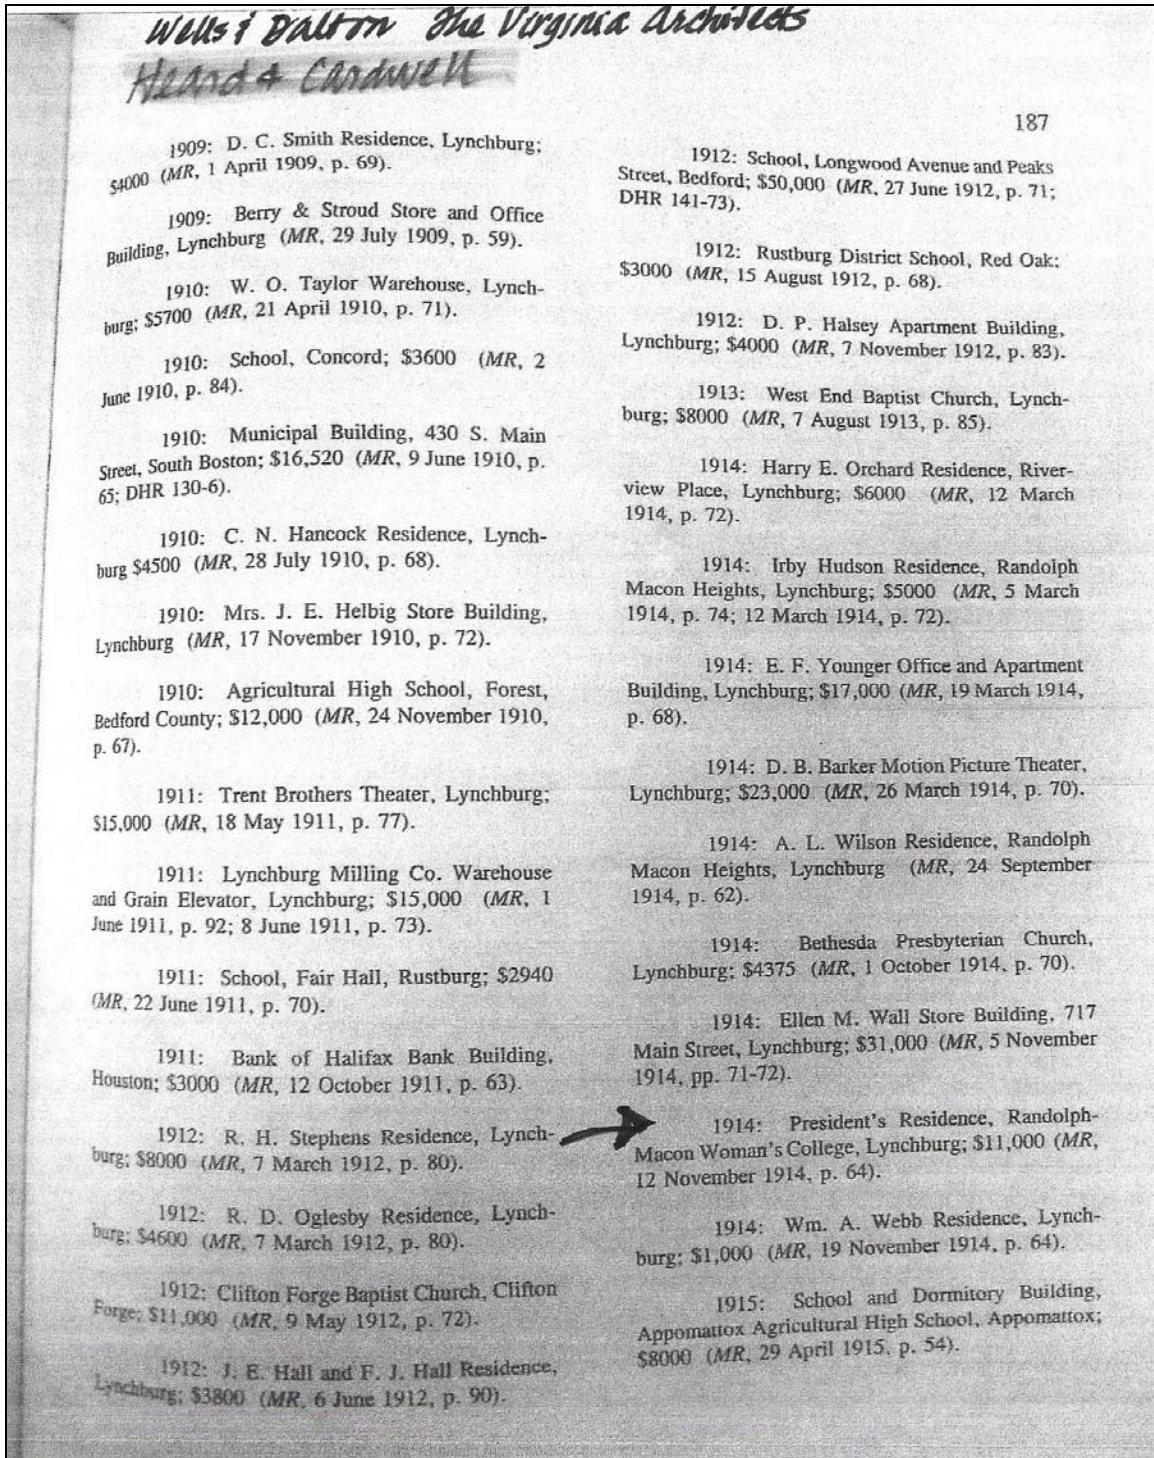 Wells & Dalton The Virginia Architects
Heard & Cardwell
187
1909: D. C. Smith Residence, Lynchburg;
$4000 (MR, 1 April 1909, p. 69).
1909: Berry & Stroud Store and Office
Building, Lynchburg (MR, 29 July 1909, p. 59).
1910: W. O. Taylor Warehouse, Lynch-
burg; $5700 (MR, 21 April 1910, p. 71).
1910: School, Concord; $3600 (MR, 2
June 1910, p. 84).
1910: Municipal Building, 430 S. Main
Street, South Boston; $16,520 (MR, 9 June 1910, p.
65; DHR 130-6).
1910: C. N. Hancock Residence, Lynch-
burg $4500 (MR, 28 July 1910, p. 68).
1910: Mrs. J. E. Helbig Store Building,
Lynchburg (MR, 17 November 1910, p. 72).
1910: Agricultural High School, Forest,
Bedford County; $12,000 (MR, 24 November 1910,
p. 67).
1911: Trent Brothers Theater, Lynchburg;
$15,000 (MR, 18 May 1911, p. 77).
1911: Lynchburg Milling Co. Warehouse
and Grain Elevator, Lynchburg; $15,000 (MR, 1
June 1911, p. 92; 8 June 1911, p. 73).
1911: School, Fair Hall, Rustburg; $2940
(MR, 22 June 1911, p. 70).
1911: Bank of Halifax Bank Building,
Houston; $3000 (MR, 12 October 1911, p. 63).
1912: R. H. Stephens Residence, Lynch-
burg; $8000 (MR, 7 March 1912, p. 80).
1912: R. D. Oglesby Residence, Lynch-
burg; $4600 (MR, 7 March 1912, p. 80).
1912: Clifton Forge Baptist Church, Clifton
Forge; $11,000 (MR, 9 May 1912, p. 72).
1912: J. E. Hall and F. J. Hall Residence,
Lynchburg; $3800 (MR, 6 June 1912, p. 90).
1912: School, Longwood Avenue and Peaks
Street, Bedford; $50,000 (MR, 27 June 1912, p. 71;
DHR 141-73).
1912: Rustburg District School, Red Oak;
$3000 (MR, 15 August 1912, p. 68).
1912: D. P. Halsey Apartment Building,
Lynchburg; $4000 (MR, 7 November 1912, p. 83).
1913: West End Baptist Church, Lynch-
burg; $8000 (MR, 7 August 1913, p. 85).
1914: Harry E. Orchard Residence, River-
view Place, Lynchburg; $6000 (MR, 12 March
1914, p. 72).
1914: Irby Hudson Residence, Randolph
Macon Heights, Lynchburg; $5000 (MR, 5 March
1914, p. 74; 12 March 1914, p. 72).
1914: E. F. Younger Office and Apartment
Building, Lynchburg; $17,000 (MR, 19 March 1914,
p. 68).
1914: D. B. Barker Motion Picture Theater,
Lynchburg; $23,000 (MR, 26 March 1914, p. 70).
1914: A. L. Wilson Residence, Randolph
Macon Heights, Lynchburg (MR, 24 September
1914, p. 62).
1914: Bethesda Presbyterian Church,
Lynchburg; $4375 (MR, 1 October 1914, p. 70).
1914: Ellen M. Wall Store Building, 717
Main Street, Lynchburg; $31,000 (MR, 5 November
1914, pp. 71-72).
1914: President's Residence, Randolph-
Macon Woman's College, Lynchburg; $11,000 (MR,
12 November 1914, p. 64).
1914: Wm. A. Webb Residence, Lynch-
burg; $1,000 (MR, 19 November 1914, p. 64).
1915: School and Dormitory Building,
Appomattox Agricultural High School, Appomattox;
$8000 (MR, 29 April 1915, p. 54).